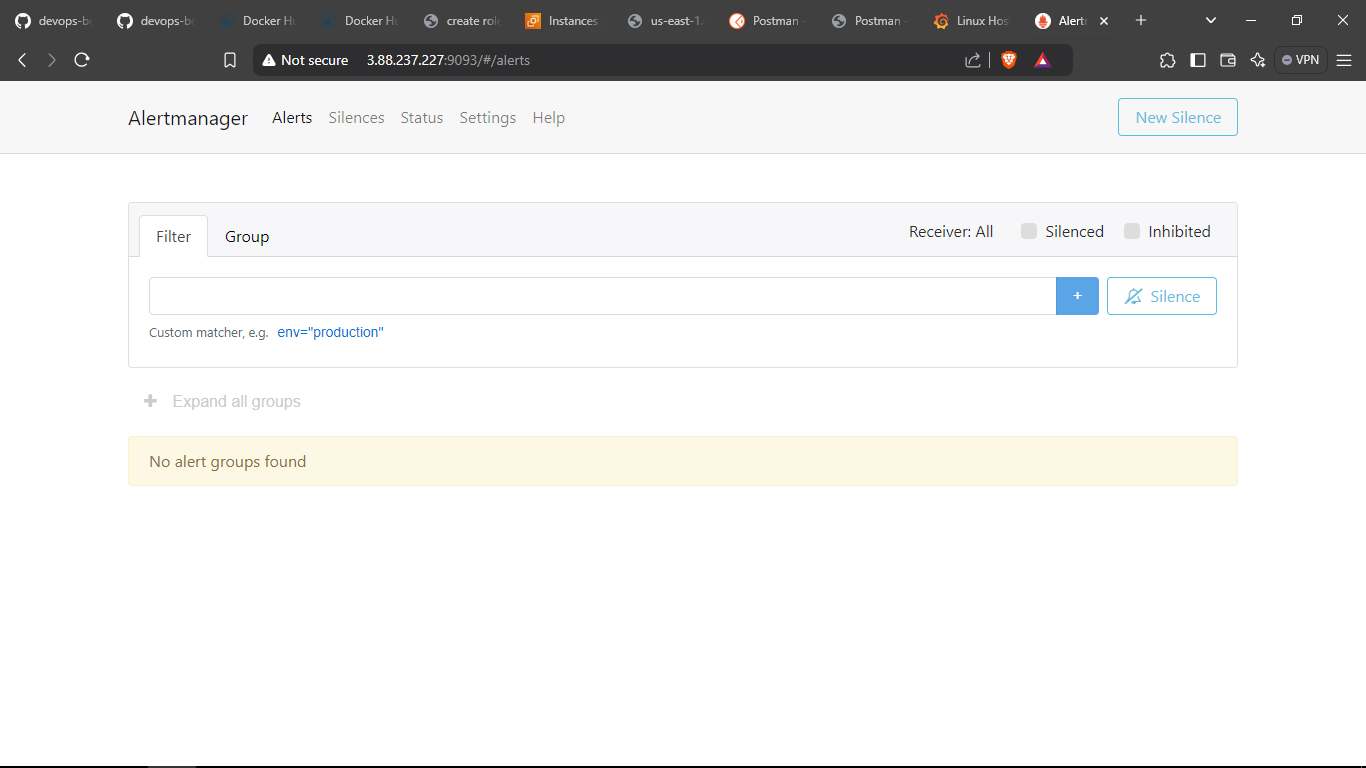 devops-b
devops-b
Docker H
Docker H
create rol
Instances
us-east-1.
Postman
Postman
Linux Hos
Alert
Not secure 3.88.237.227:9093/#/alerts
VPN
Alertmanager Alerts Silences Status Settings Help New Silence
Filter Group Receiver: All Silenced Inhibited
+ Silence
Custom matcher, e.g. env="production"
+ Expand all groups
No alert groups found